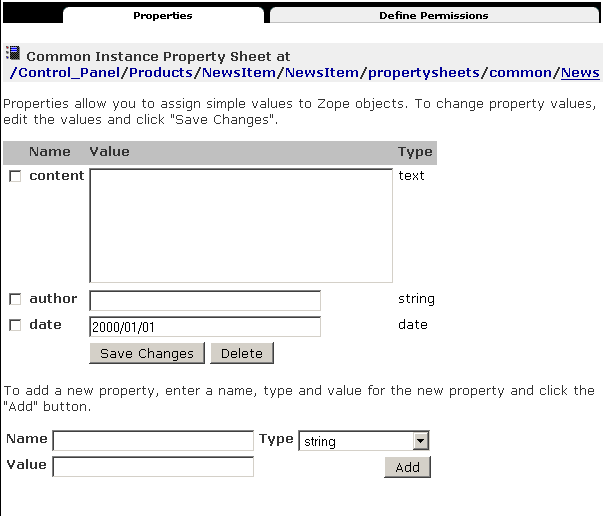 Properties Define Permissions
Common Instance Property Sheet at
/Control_Panel/Products/NewsItem/NewsItem/propertysheets/common/News
Properties allow you to assign simple values to Zope objects. To change property values,
edit the values and click "Save Changes".
Name Value Type
content text
author string
date 2000/01/01 date
Save Changes Delete
To add a new property, enter a name, type and value for the new property and click the
"Add" button.
Name Type string
Value Add